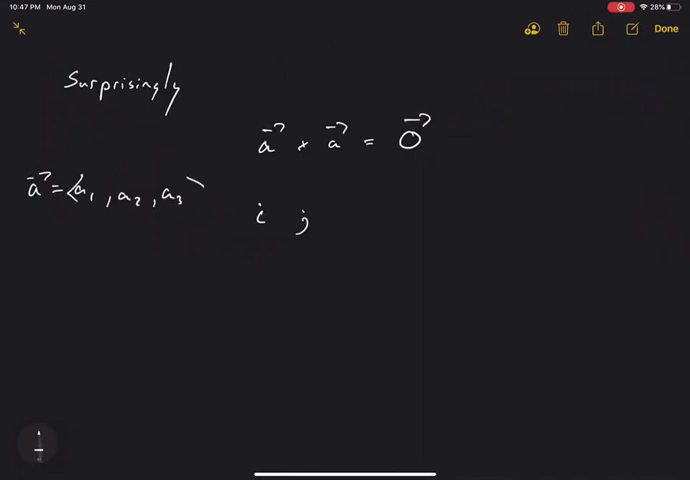 10:47 PM Mon Aug 31 28%
Done
Surprisingly
a⃗ × a⃗ = 0⃗
a⃗ = ⟨a₁, a₂, a₃
i j